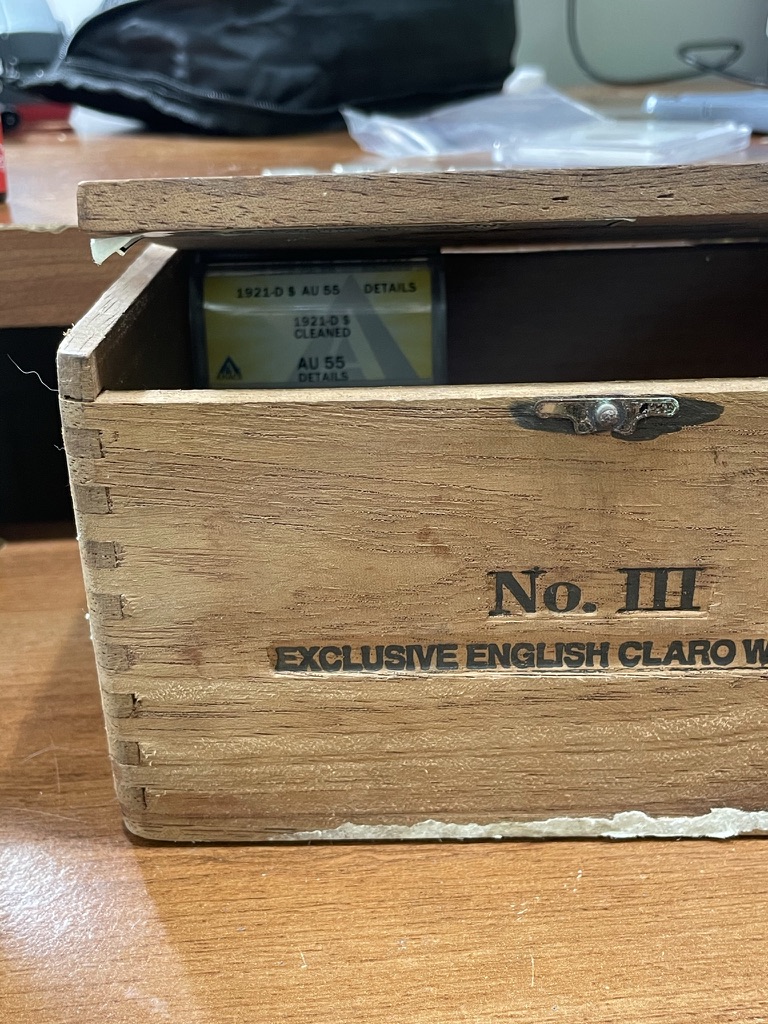 1921-D $ AU 55 DETAILS
1921-D $
CLEANED
AU 55
DETAILS
No. III
EXCLUSIVE ENGLISH CLARO W